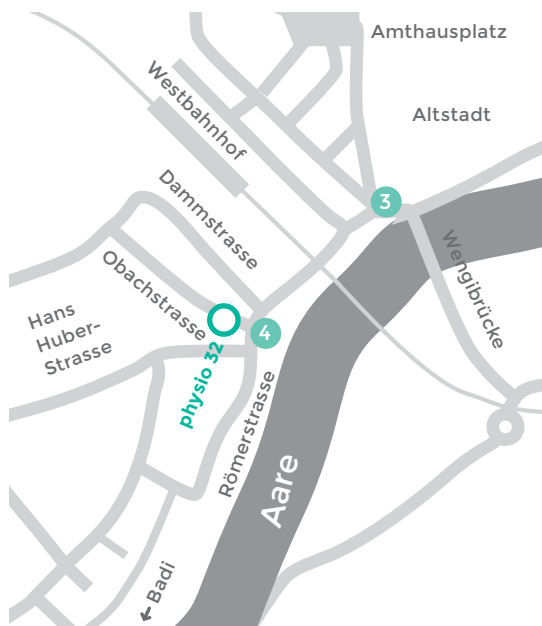 Amthausplatz
Westbahnhof
Altstadt
Dammstrasse
3
Obachstrasse
Wengibrücke
Hans
Huber-
Strasse
4
physio 32
Römerstrasse
Aare
← Badi